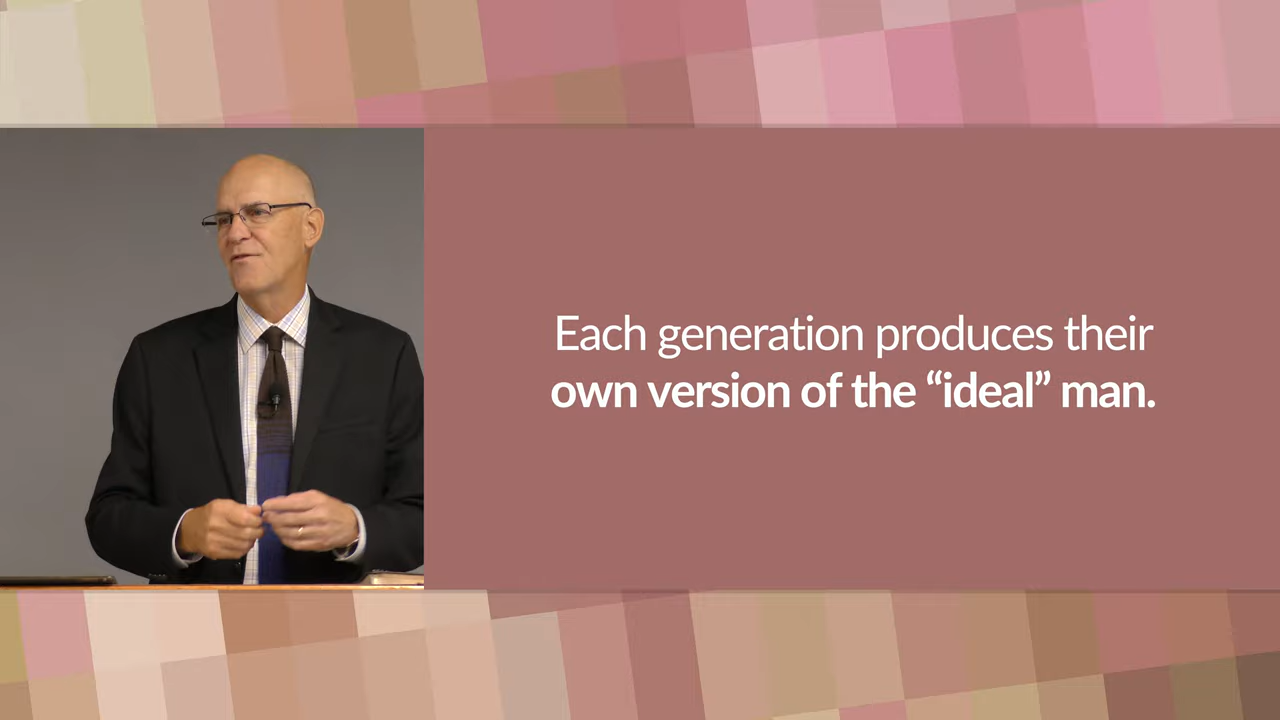 Each generation produces their
own version of the “ideal” man.